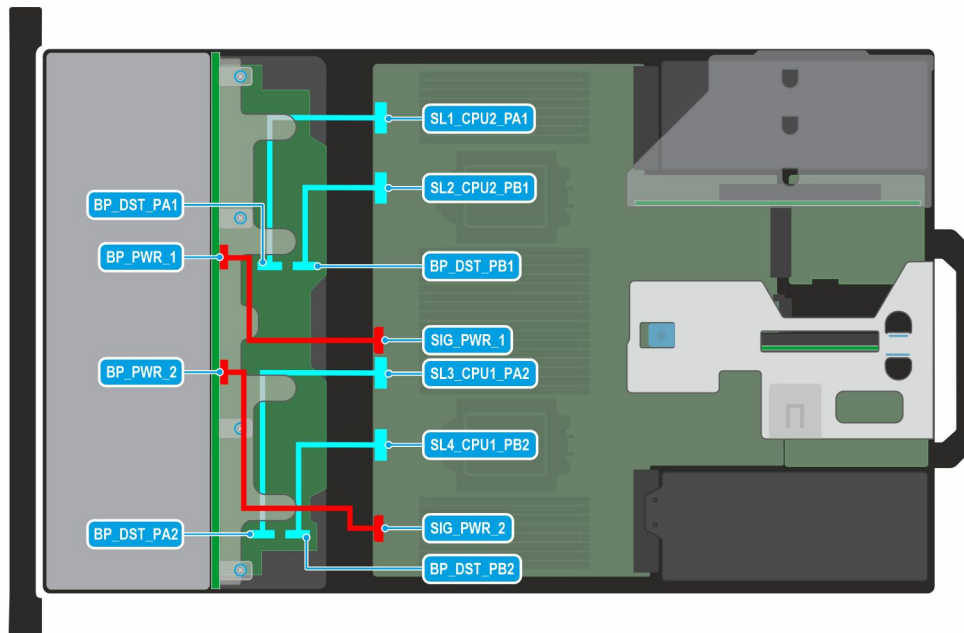 SL1_CPU2_PA1
SL2_CPU2_PB1
BP_DST_PA1
BP_PWR_1
BP_DST_PB1
SIG_PWR_1
BP_PWR_2
SL3_CPU1_PA2
SL4_CPU1_PB2
BP_DST_PA2
SIG_PWR_2
BP_DST_PB2